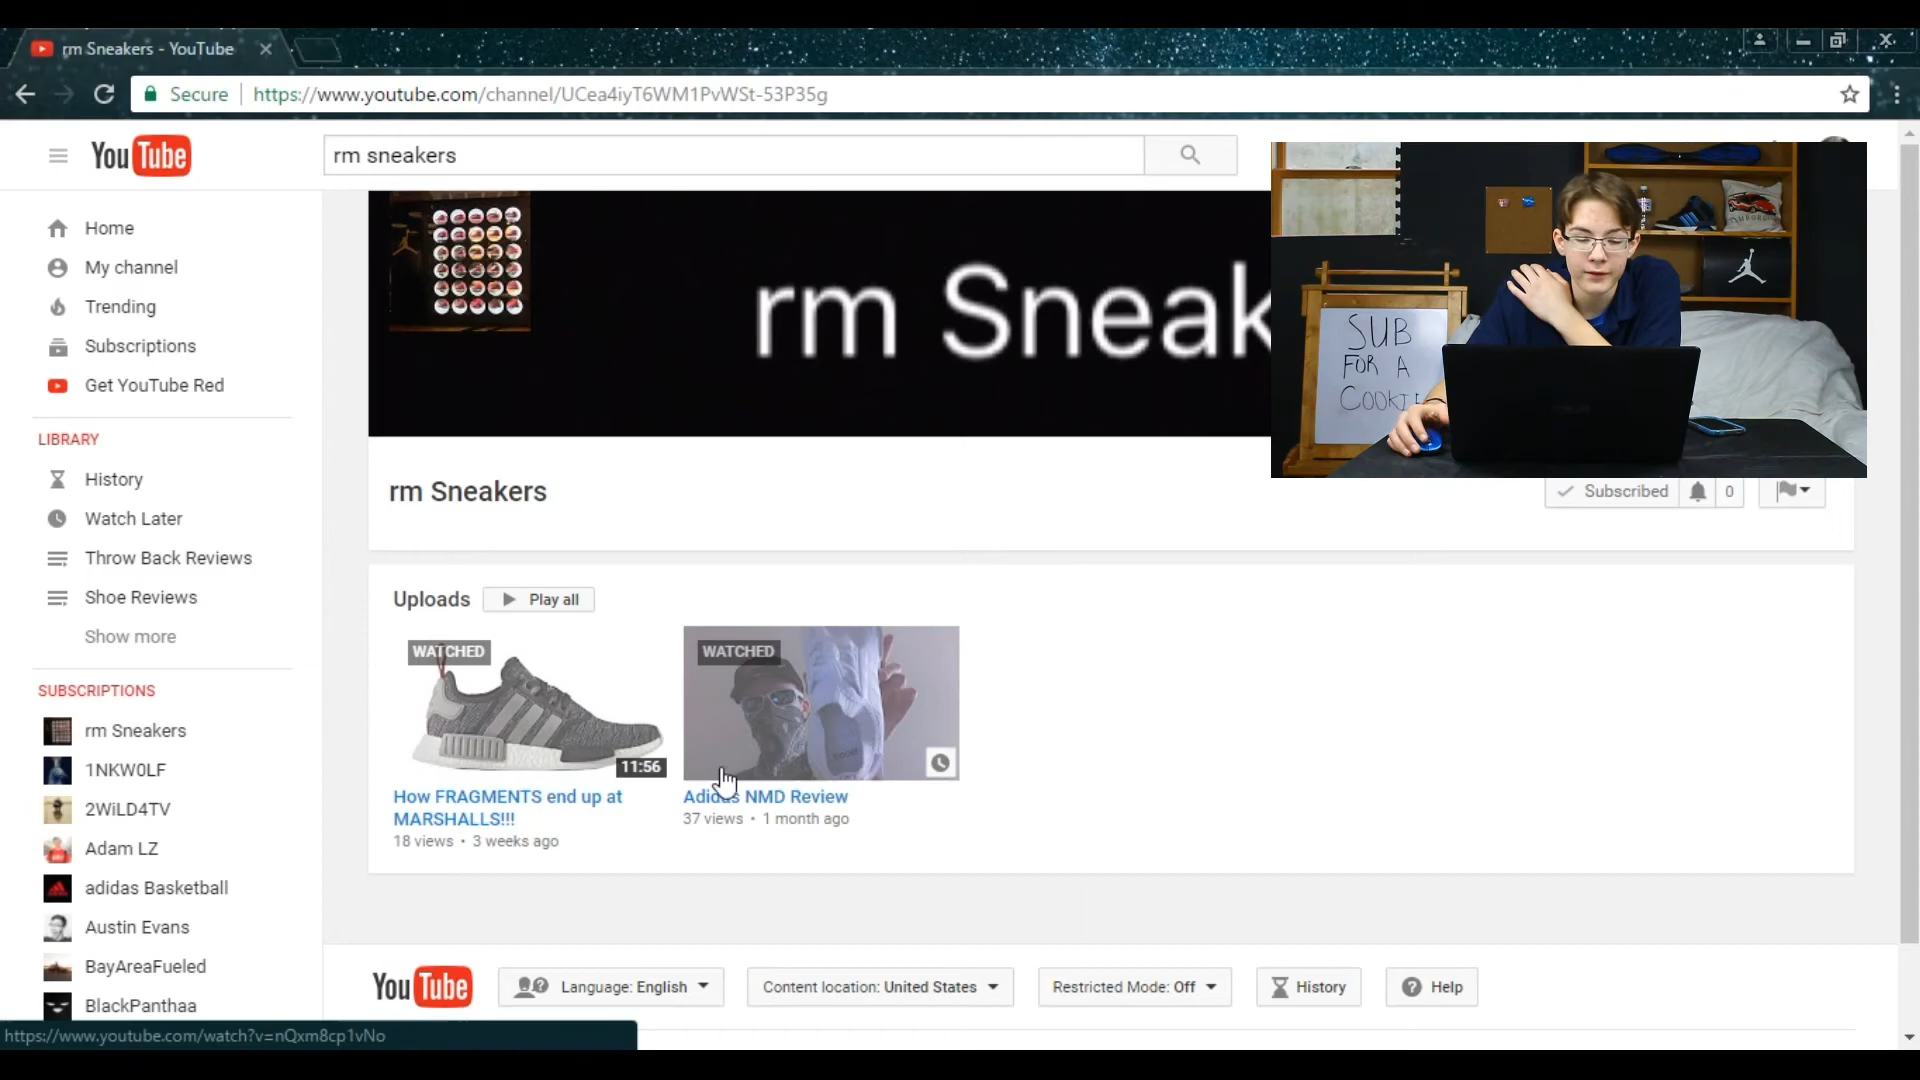 rm Sneakers - YouTube
Secure
https://www.youtube.com/channel/UCea4iyT6WM1PvWSt-53P35g
YouTube
rm sneakers
Home
My channel
Trending
Subscriptions
Get YouTube Red
LIBRARY
History
Watch Later
Throw Back Reviews
Shoe Reviews
Show more
SUBSCRIPTIONS
rm Sneakers
1NKW0LF
2WiLD4TV
Adam LZ
adidas Basketball
Austin Evans
BayAreaFueled
BlackPanthaa
https://www.youtube.com/watch?v=nQxm8cp1vNo
rm Sneak
SUB
FOR A
COOKIE
rm Sneakers
Subscribed
0
Uploads
Play all
WATCHED
11:56
How FRAGMENTS end up at
MARSHALLS!!!
18 views • 3 weeks ago
WATCHED
Adidas NMD Review
37 views • 1 month ago
YouTube
Language: English
Content location: United States
Restricted Mode: Off
History
Help